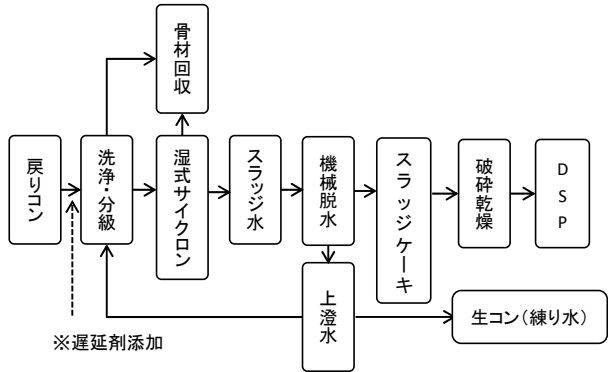 骨材回収
戻りコン
洗浄・分級
湿式サイクロン
スラッジ水
機械脱水
スラッジケーキ
破砕乾燥
DSP
上澄水
生コン(練り水)
※遅延剤添加